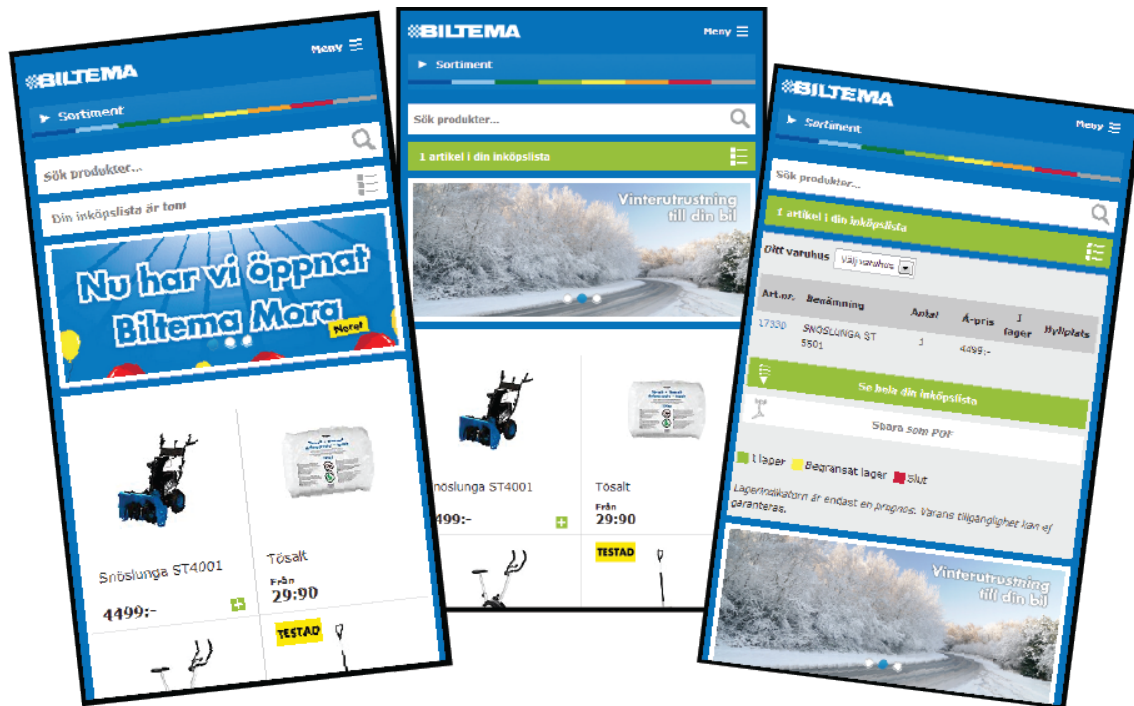 BILTEMA
Meny
Sortiment
Sök produkter...
Din inköpslista är tom
Nu har vi öppnat
Biltema Mora
Mora!
Snöslunga ST4001
4499:-
Tösalt
Från
29:90
TESTAD
BILTEMA
Meny
Sortiment
Sök produkter...
1 artikel i din inköpslista
Vinterutrustning
till din bil
nöslunga ST4001
499:-
Tösalt
Från
29:90
TESTAD
BILTEMA
Meny
Sortiment
Sök produkter...
1 artikel i din inköpslista
Ditt varuhus Välj varuhus
Art.nr. Benämning Antal Á-pris I lager Hyllplats
SNÖSLUNGA ST 1 4499:-
5501
Se hela din inköpslista
Spara som PDF
I lager Begränsat lager Slut
Lagerindikatorn är endast en prognos. Varans tillgänglighet kan ej
garanteras.
Vinterutrustning
till din bil